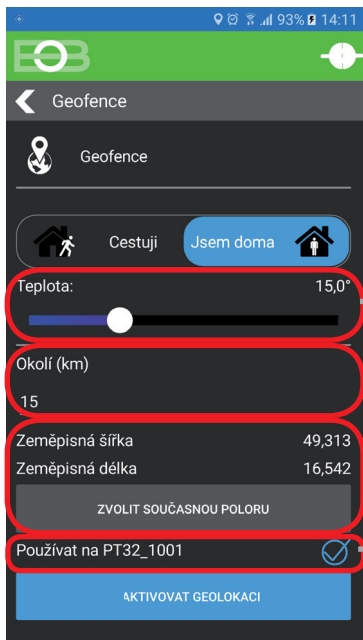 93% 14:11
EOB
Geofence
Geofence
Cestuji Jsem doma
Teplota: 15,0°
Okolí (km)
15
Zeměpisná šířka 49,313
Zeměpisná délka 16,542
ZVOLIT SOUČASNOU POLORU
Používat na PT32_1001
AKTIVOVAT GEOLOKACI